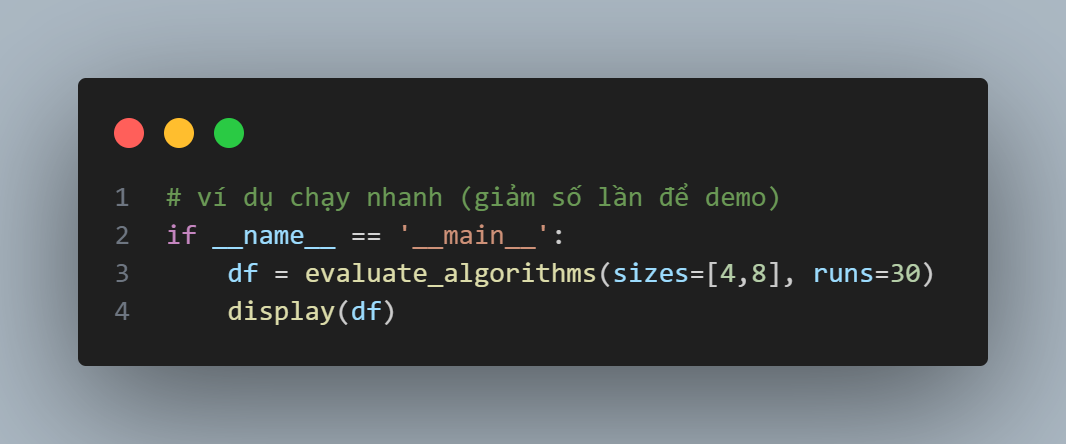 1 # ví dụ chạy nhanh (giảm số lần để demo)
2 if __name__ == '__main__':
3     df = evaluate_algorithms(sizes=[4,8], runs=30)
4     display(df)